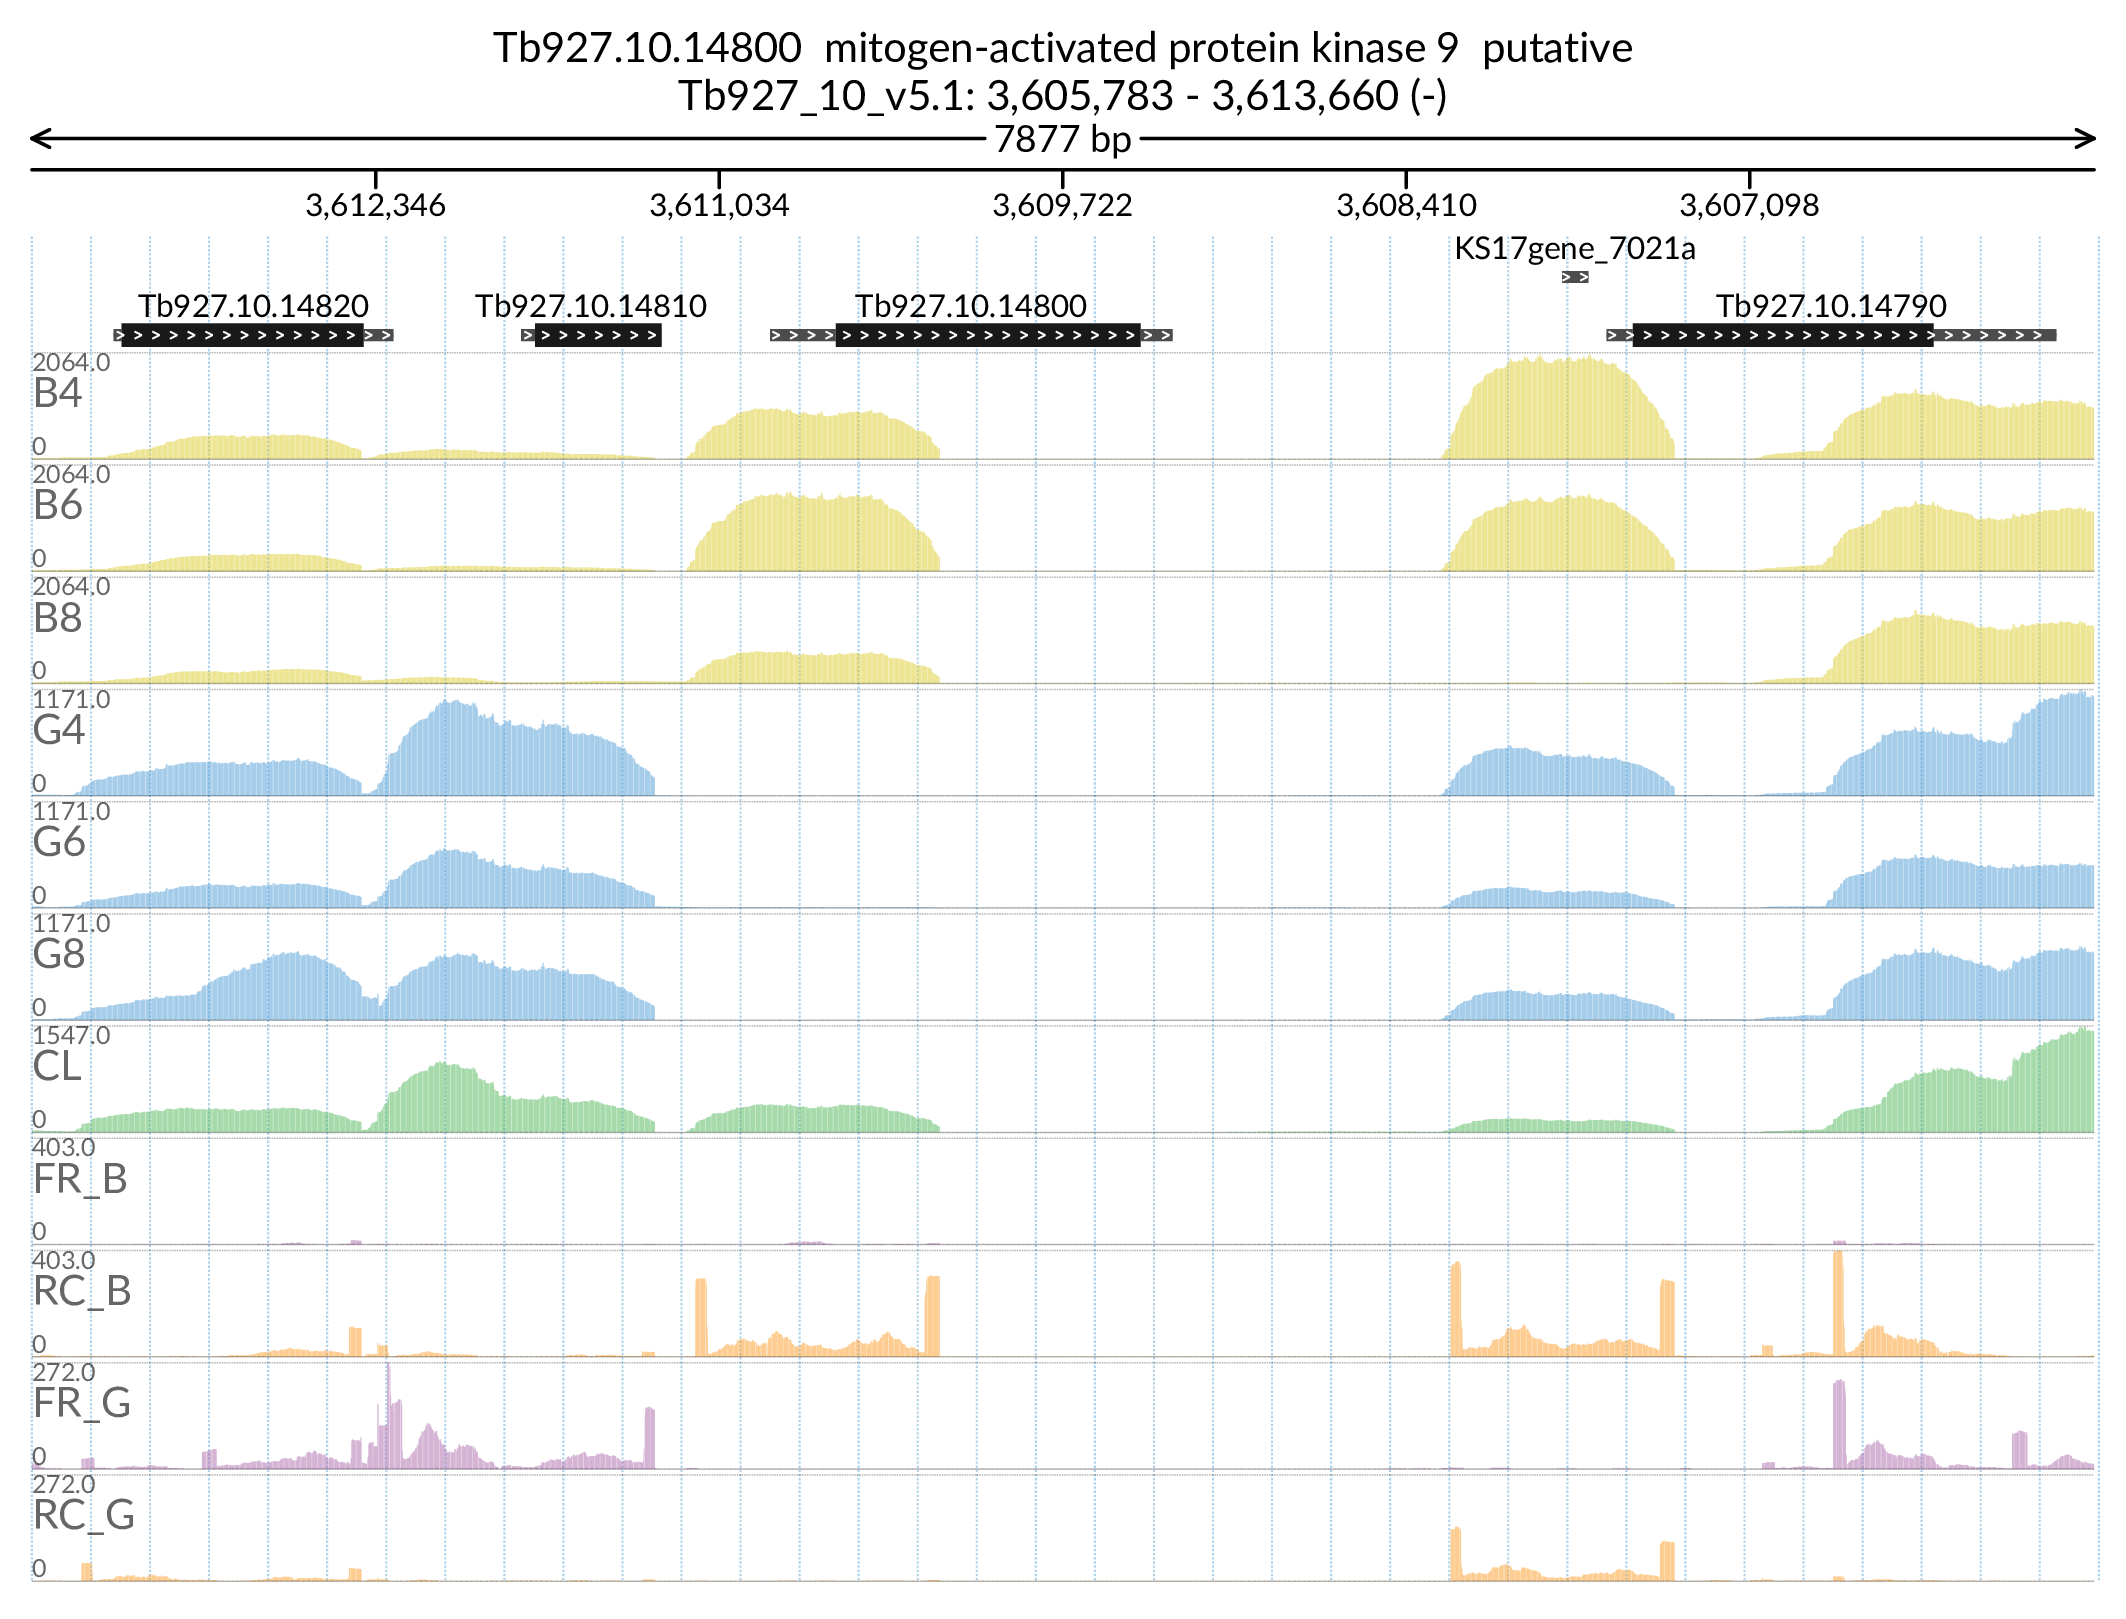 Tb927.10.14800  mitogen-activated protein kinase 9  putative
Tb927_10_v5.1: 3,605,783 - 3,613,660 (-)
7877 bp
3,612,346 3,611,034 3,609,722 3,608,410 3,607,098
KS17gene_7021a
Tb927.10.14820 Tb927.10.14810 Tb927.10.14800 Tb927.10.14790
2064.0
B4
0
2064.0
B6
0
2064.0
B8
0
1171.0
G4
0
1171.0
G6
0
1171.0
G8
0
1547.0
CL
0
403.0
FR_B
0
403.0
RC_B
0
272.0
FR_G
0
272.0
RC_G
0